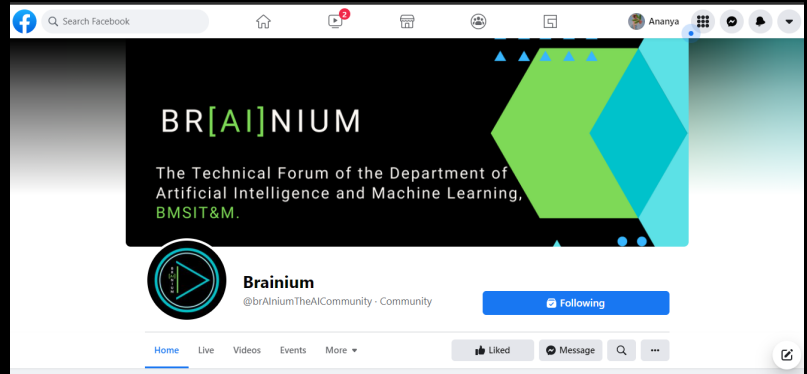 Search Facebook
2
Ananya
BR[AI]NIUM
The Technical Forum of the Department of
Artificial Intelligence and Machine Learning,
BMSIT&M.
Brainium
@brAIniumTheAICommunity · Community
Following
Home Live Videos Events More
Liked Message